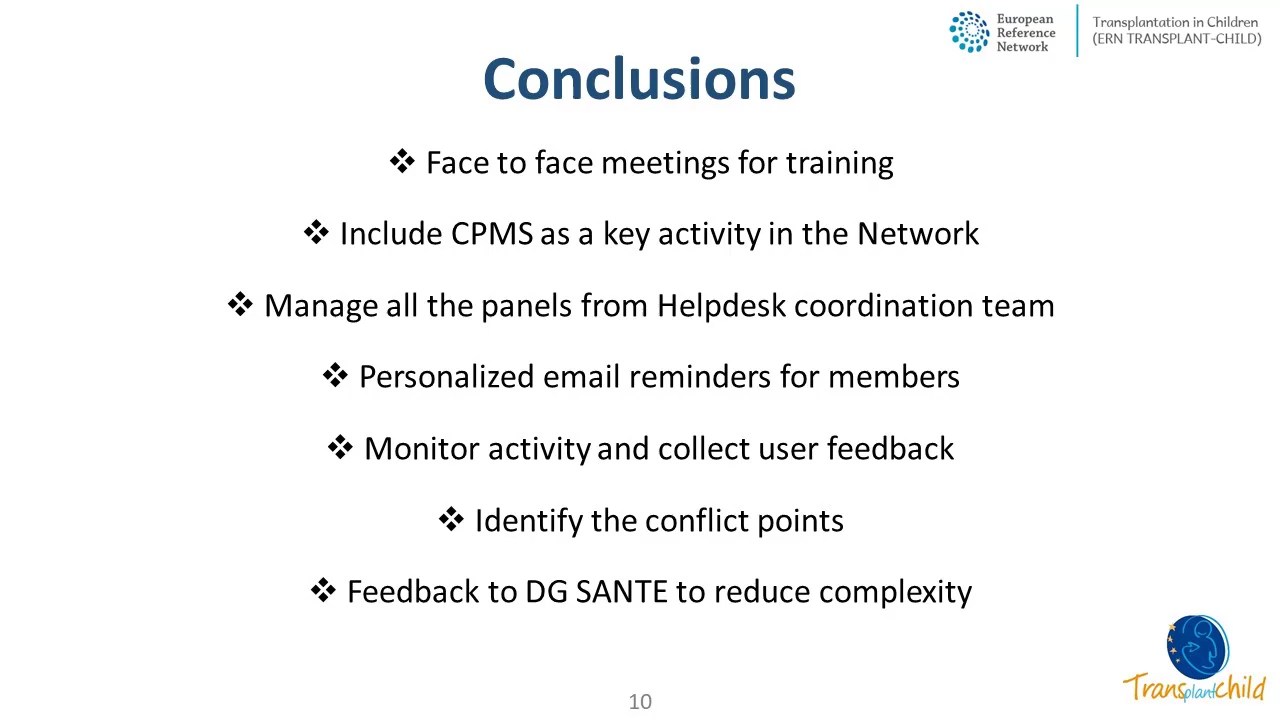 European
Reference
Network
Transplantation in Children
(ERN TRANSPLANT-CHILD)
Conclusions
❖ Face to face meetings for training
❖ Include CPMS as a key activity in the Network
❖ Manage all the panels from Helpdesk coordination team
❖ Personalized email reminders for members
❖ Monitor activity and collect user feedback
❖ Identify the conflict points
❖ Feedback to DG SANTE to reduce complexity
TransplantChild
10